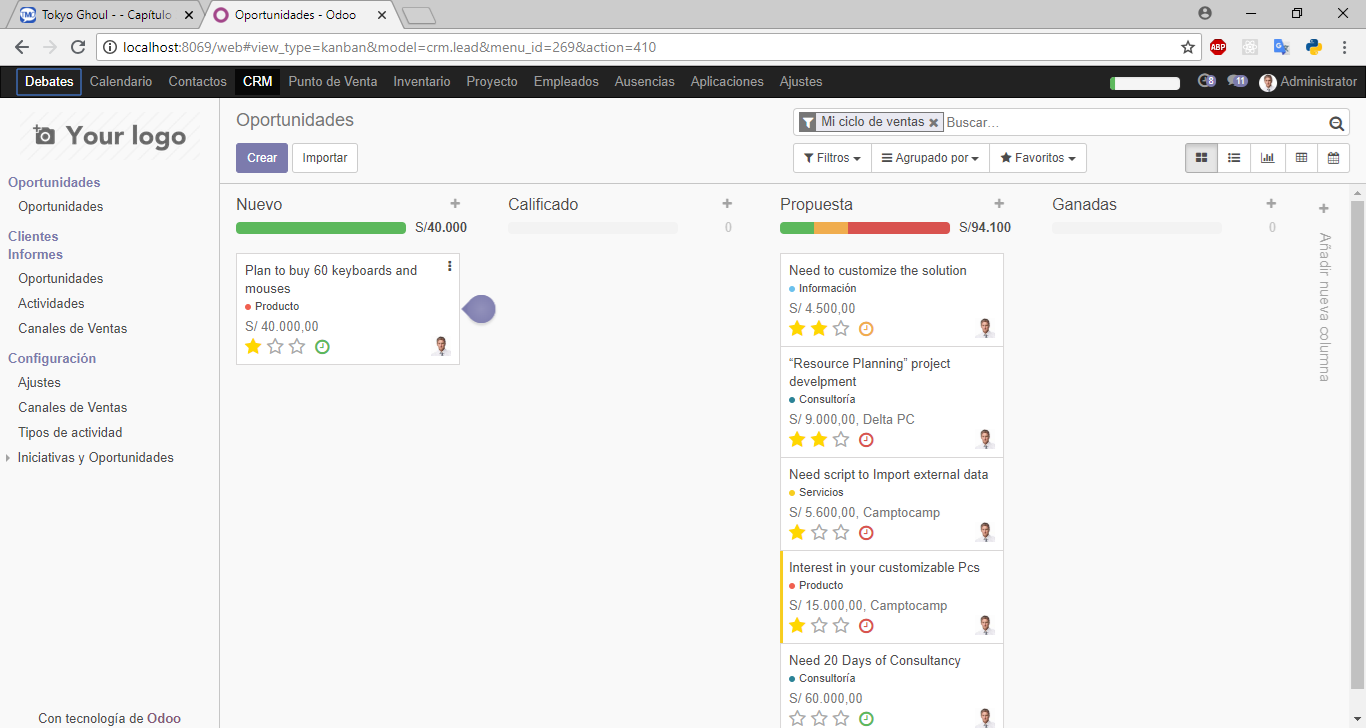 Tokyo Ghoul - - Capítulo
Oportunidades - Odoo
localhost:8069/web#view_type=kanban&model=crm.lead&menu_id=269&action=410
ABP
Debates Calendario Contactos CRM Punto de Venta Inventario Proyecto Empleados Ausencias Aplicaciones Ajustes
8 11 Administrator
Your logo
Oportunidades
Oportunidades
Clientes
Informes
Oportunidades
Actividades
Canales de Ventas
Configuración
Ajustes
Canales de Ventas
Tipos de actividad
Iniciativas y Oportunidades
Con tecnología de Odoo
Oportunidades
Mi ciclo de ventas Buscar...
Crear Importar
Filtros Agrupado por Favoritos
Nuevo
S/40.000
Plan to buy 60 keyboards and
mouses
Producto
S/ 40.000,00
Calificado
0
Propuesta
S/94.100
Need to customize the solution
Información
S/ 4.500,00
“Resource Planning” project
develpment
Consultoría
S/ 9.000,00, Delta PC
Need script to Import external data
Servicios
S/ 5.600,00, Camptocamp
Interest in your customizable Pcs
Producto
S/ 15.000,00, Camptocamp
Need 20 Days of Consultancy
Consultoría
S/ 60.000,00
Ganadas
0
Añadir nueva columna